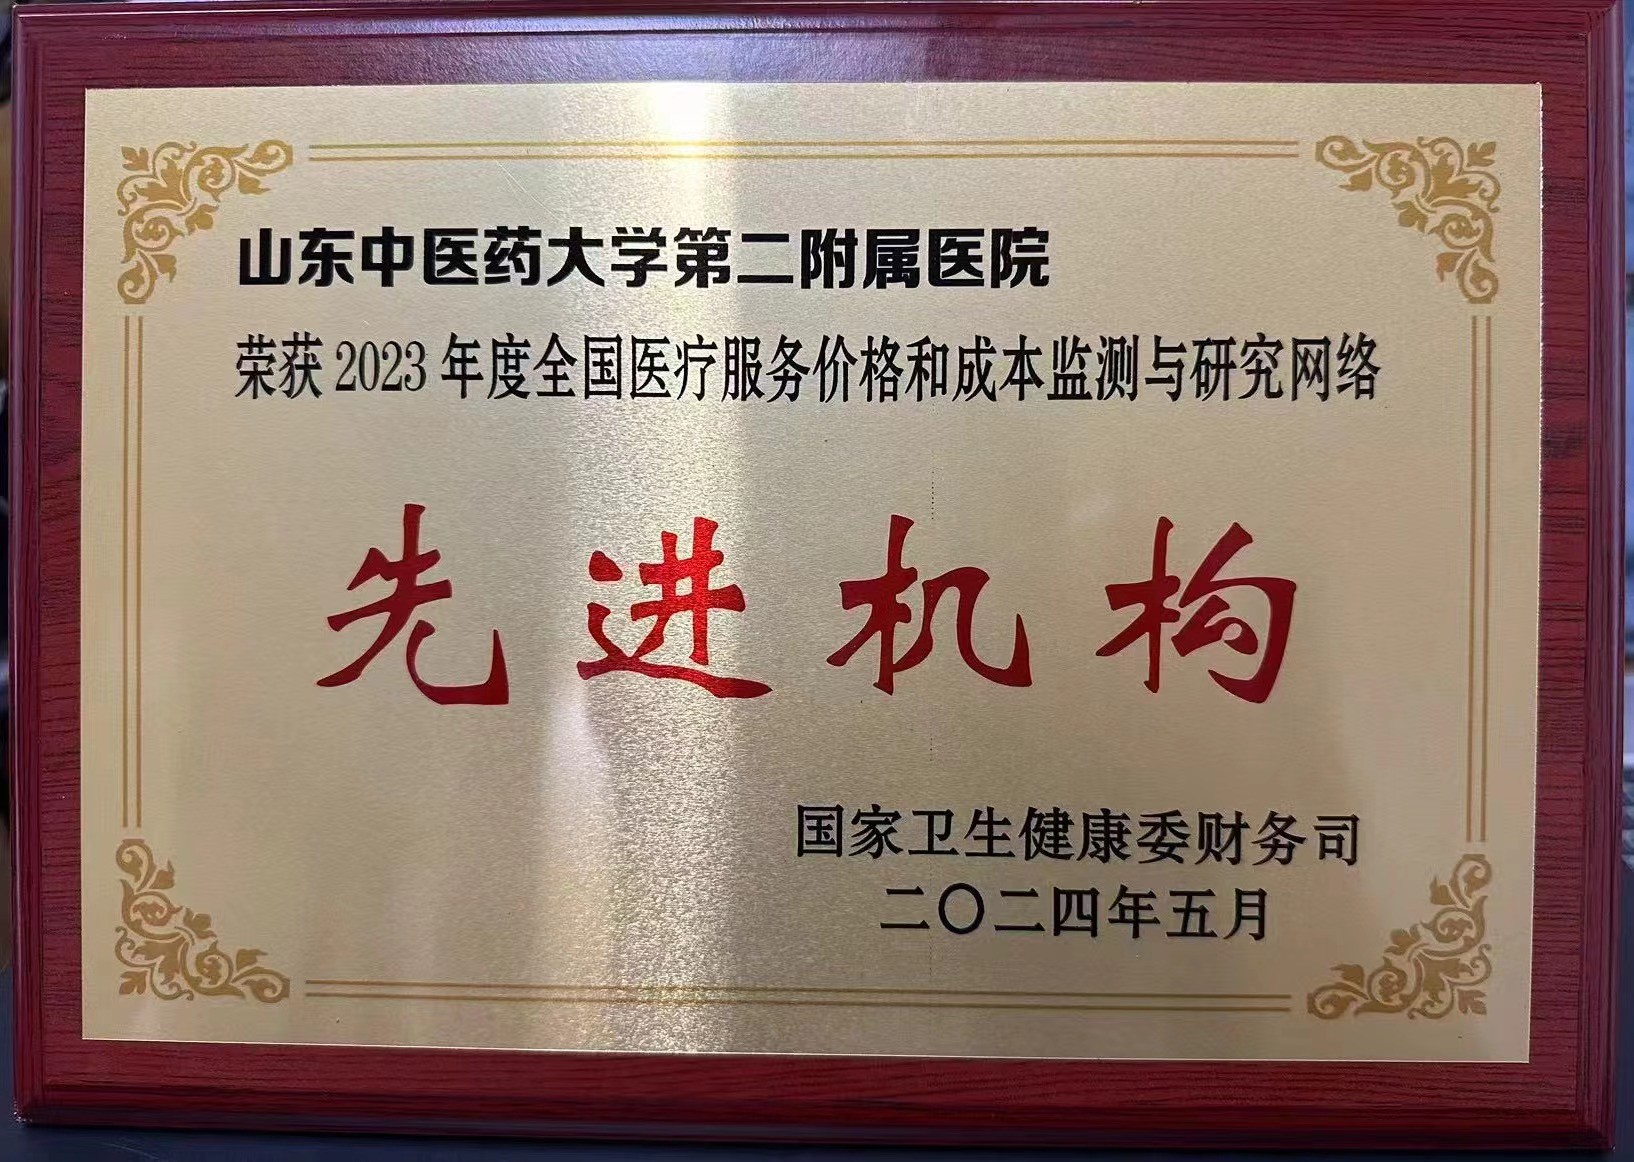 山东中医药大学第二附属医院
荣获2023年度全国医疗服务价格和成本监测与研究网络
先进机构
国家卫生健康委财务司
二〇二四年五月